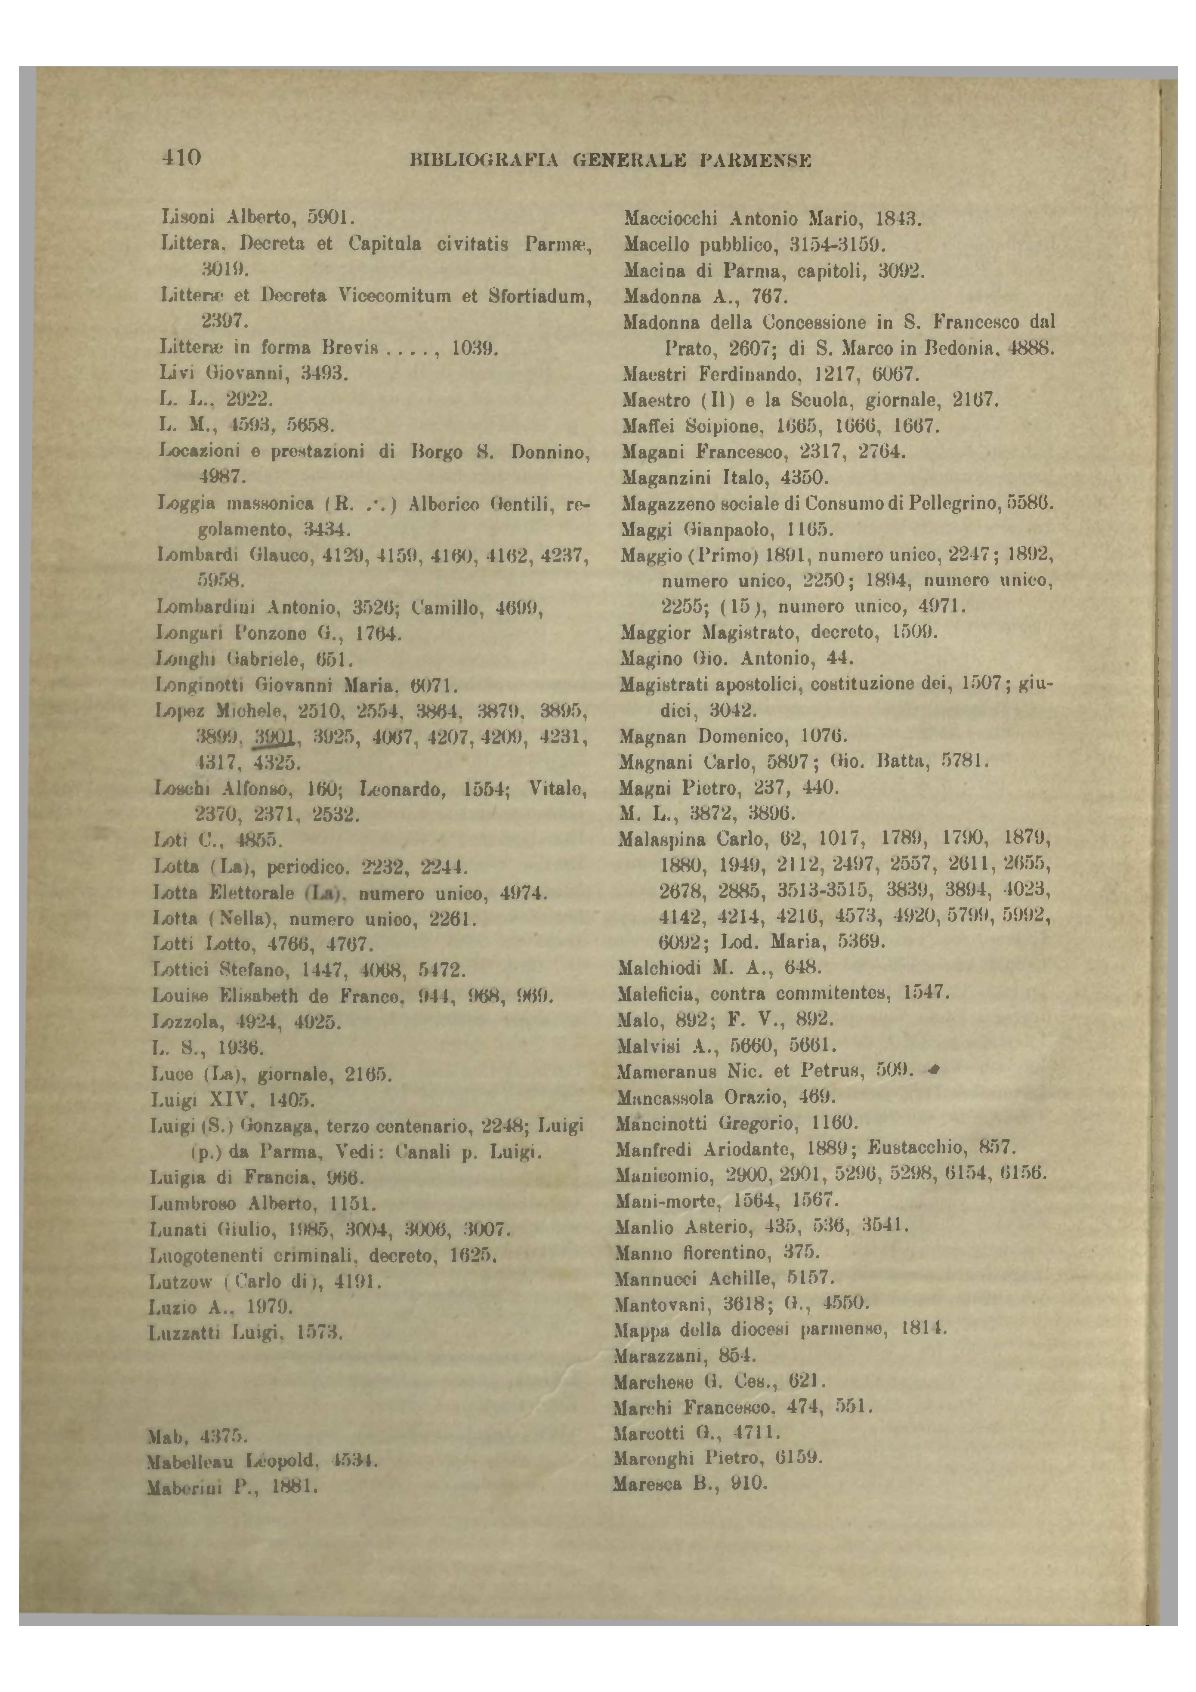 410
BIBLIOGRAFIA GENERALE PARMENSE
Lisoni Alberto, 5901.
Littera, Decreta et Capitula civitatis Parmæ,
3019.
Litteræ et Decreta Vicecomitum et Sfortiadum,
2397.
Litteræ in forma Brevis . . . . , 1039.
Livi Giovanni, 3493.
L. L., 2922.
L. M., 4593, 5658.
Locazioni e prestazioni di Borgo S. Donnino,
4987.
Loggia massonica (R. .·.) Alberico Gentili, re-
golamento, 3434.
Lombardi Glauco, 4129, 4159, 4160, 4162, 4237,
5958.
Lombardini Antonio, 3526; Camillo, 4699,
Longari Ponzone G., 1764.
Longhi Gabriele, 651.
Longinotti Giovanni Maria, 6071.
Lopez Michele, 2510, 2554, 3864, 3879, 3895,
3899, 3901, 3925, 4067, 4207, 4209, 4231,
4317, 4325.
Loschi Alfonso, 160; Leonardo, 1554; Vitale,
2370, 2371, 2532.
Loti C., 4855.
Lotta (La), periodico, 2232, 2244.
Lotta Elettorale (La), numero unico, 4974.
Lotta (Nella), numero unico, 2261.
Lotti Lotto, 4766, 4767.
Lottici Stefano, 1447, 4068, 5472.
Louise Elisabeth de France, 944, 968, 969.
Lozzola, 4924, 4925.
L. S., 1936.
Luce (La), giornale, 2165.
Luigi XIV, 1405.
Luigi (S.) Gonzaga, terzo centenario, 2248; Luigi
(p.) da Parma, Vedi: Canali p. Luigi.
Luigia di Francia, 966.
Lumbroso Alberto, 1151.
Lunati Giulio, 1985, 3004, 3006, 3007.
Luogotenenti criminali, decreto, 1625.
Lutzow (Carlo di), 4191.
Luzio A., 1979.
Luzzatti Luigi, 1573.
Mab, 4375.
Mabelleau Léopold, 4534.
Maberini P., 1881.
Macciocchi Antonio Mario, 1843.
Macello pubblico, 3154-3159.
Macina di Parma, capitoli, 3092.
Madonna A., 767.
Madonna della Concessione in S. Francesco dal
Prato, 2607; di S. Marco in Bedonia, 4888.
Maestri Ferdinando, 1217, 6067.
Maestro (Il) e la Scuola, giornale, 2167.
Maffei Scipione, 1665, 1666, 1667.
Magani Francesco, 2317, 2764.
Maganzini Italo, 4350.
Magazzeno sociale di Consumo di Pellegrino, 5586.
Maggi Gianpaolo, 1165.
Maggio (Primo) 1891, numero unico, 2247; 1892,
numero unico, 2250; 1894, numero unico,
2255; (15), numero unico, 4971.
Maggior Magistrato, decreto, 1509.
Magino Gio. Antonio, 44.
Magistrati apostolici, costituzione dei, 1507; giu-
dici, 3042.
Magnan Domenico, 1076.
Magnani Carlo, 5897; Gio. Batta, 5781.
Magni Pietro, 237, 440.
M. L., 3872, 3896.
Malaspina Carlo, 62, 1017, 1789, 1790, 1879,
1880, 1949, 2112, 2497, 2557, 2611, 2655,
2678, 2885, 3513-3515, 3839, 3894, 4023,
4142, 4214, 4216, 4573, 4920, 5799, 5992,
6092; Lod. Maria, 5369.
Malchiodi M. A., 648.
Maleficia, contra commitentes, 1547.
Malo, 892; F. V., 892.
Malvisi A., 5660, 5661.
Mameranus Nic. et Petrus, 509.
Mancassola Orazio, 469.
Mancinotti Gregorio, 1160.
Manfredi Ariodante, 1889; Eustacchio, 857.
Manicomio, 2900, 2901, 5296, 5298, 6154, 6156.
Mani-morte, 1564, 1567.
Manlio Asterio, 435, 536, 3541.
Manno fiorentino, 375.
Mannucci Achille, 5157.
Mantovani, 3618; G., 4550.
Mappa della diocesi parmense, 1814.
Marazzani, 854.
Marchese G. Ces., 621.
Marchi Francesco, 474, 551.
Marcotti G., 4711.
Marenghi Pietro, 6159.
Maresca B., 910.